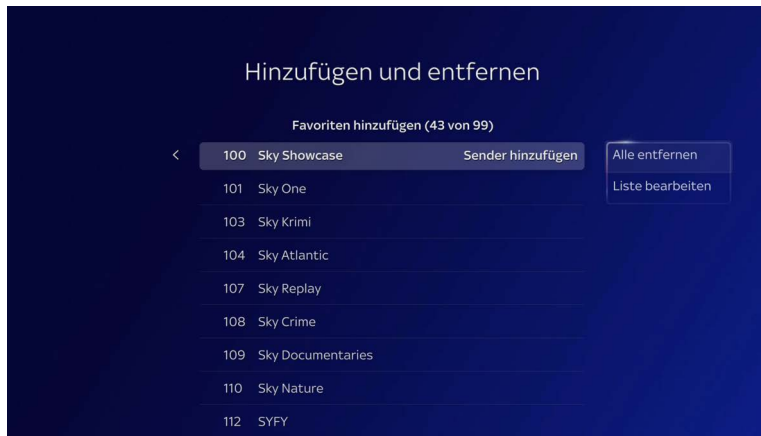 Hinzufügen und entfernen
Favoriten hinzufügen (43 von 99)
100 Sky Showcase Sender hinzufügen
101 Sky One
103 Sky Krimi
104 Sky Atlantic
107 Sky Replay
108 Sky Crime
109 Sky Documentaries
110 Sky Nature
112 SYFY
Alle entfernen
Liste bearbeiten